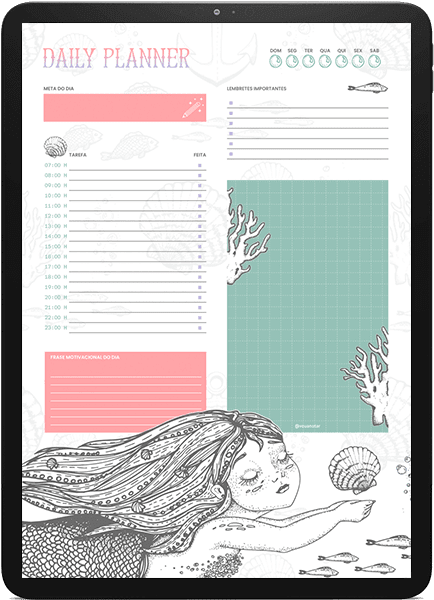 DAILY PLANNER
DOM SEG TER QUA QUI SEX SAB
META DO DIA
LEMBRETES IMPORTANTES
TAREFA FEITA
07:00 H
08:00 H
09:00 H
10:00 H
11:00 H
12:00 H
13:00 H
14:00 H
15:00 H
16:00 H
17:00 H
18:00 H
19:00 H
20:00 H
21:00 H
22:00 H
23:00 H
FRASE MOTIVACIONAL DO DIA